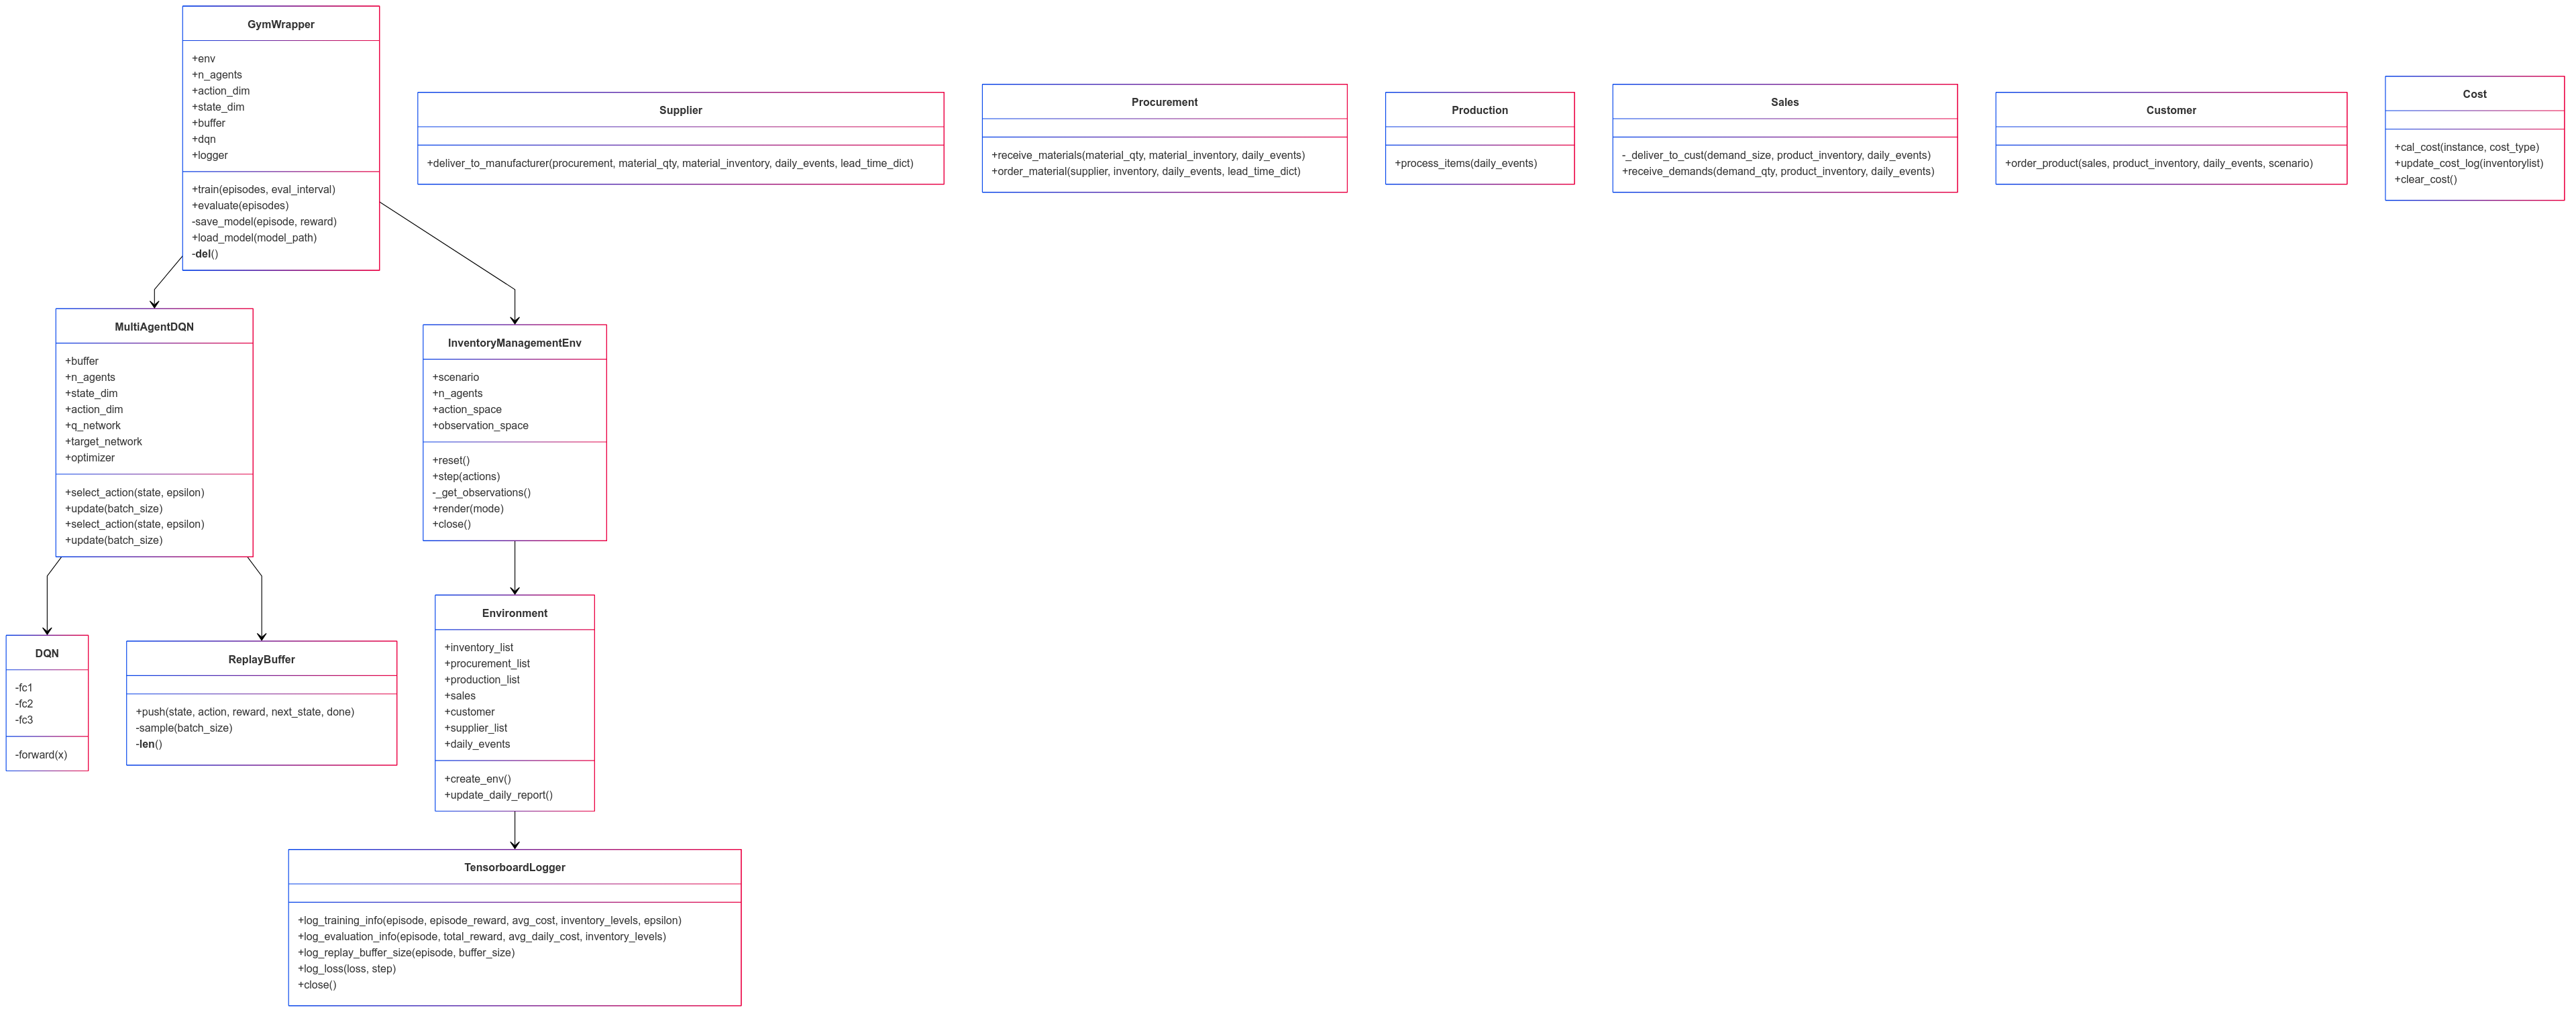 GymWrapper
+env
+n_agents
+action_dim
+state_dim
+buffer
+dqn
+logger
+train(episodes, eval_interval)
+evaluate(episodes)
-save_model(episode, reward)
+load_model(model_path)
-del()
Supplier
+deliver_to_manufacturer(procurement, material_qty, material_inventory, daily_events, lead_time_dict)
Procurement
+receive_materials(material_qty, material_inventory, daily_events)
+order_material(supplier, inventory, daily_events, lead_time_dict)
Production
+process_items(daily_events)
Sales
-_deliver_to_cust(demand_size, product_inventory, daily_events)
+receive_demands(demand_qty, product_inventory, daily_events)
Customer
+order_product(sales, product_inventory, daily_events, scenario)
Cost
+cal_cost(instance, cost_type)
+update_cost_log(inventorylist)
+clear_cost()
MultiAgentDQN
+buffer
+n_agents
+state_dim
+action_dim
+q_network
+target_network
+optimizer
+select_action(state, epsilon)
+update(batch_size)
+select_action(state, epsilon)
+update(batch_size)
InventoryManagementEnv
+scenario
+n_agents
+action_space
+observation_space
+reset()
+step(actions)
-_get_observations()
+render(mode)
+close()
DQN
-fc1
-fc2
-fc3
-forward(x)
ReplayBuffer
+push(state, action, reward, next_state, done)
-sample(batch_size)
-len()
Environment
+inventory_list
+procurement_list
+production_list
+sales
+customer
+supplier_list
+daily_events
+create_env()
+update_daily_report()
TensorboardLogger
+log_training_info(episode, episode_reward, avg_cost, inventory_levels, epsilon)
+log_evaluation_info(episode, total_reward, avg_daily_cost, inventory_levels)
+log_replay_buffer_size(episode, buffer_size)
+log_loss(loss, step)
+close()